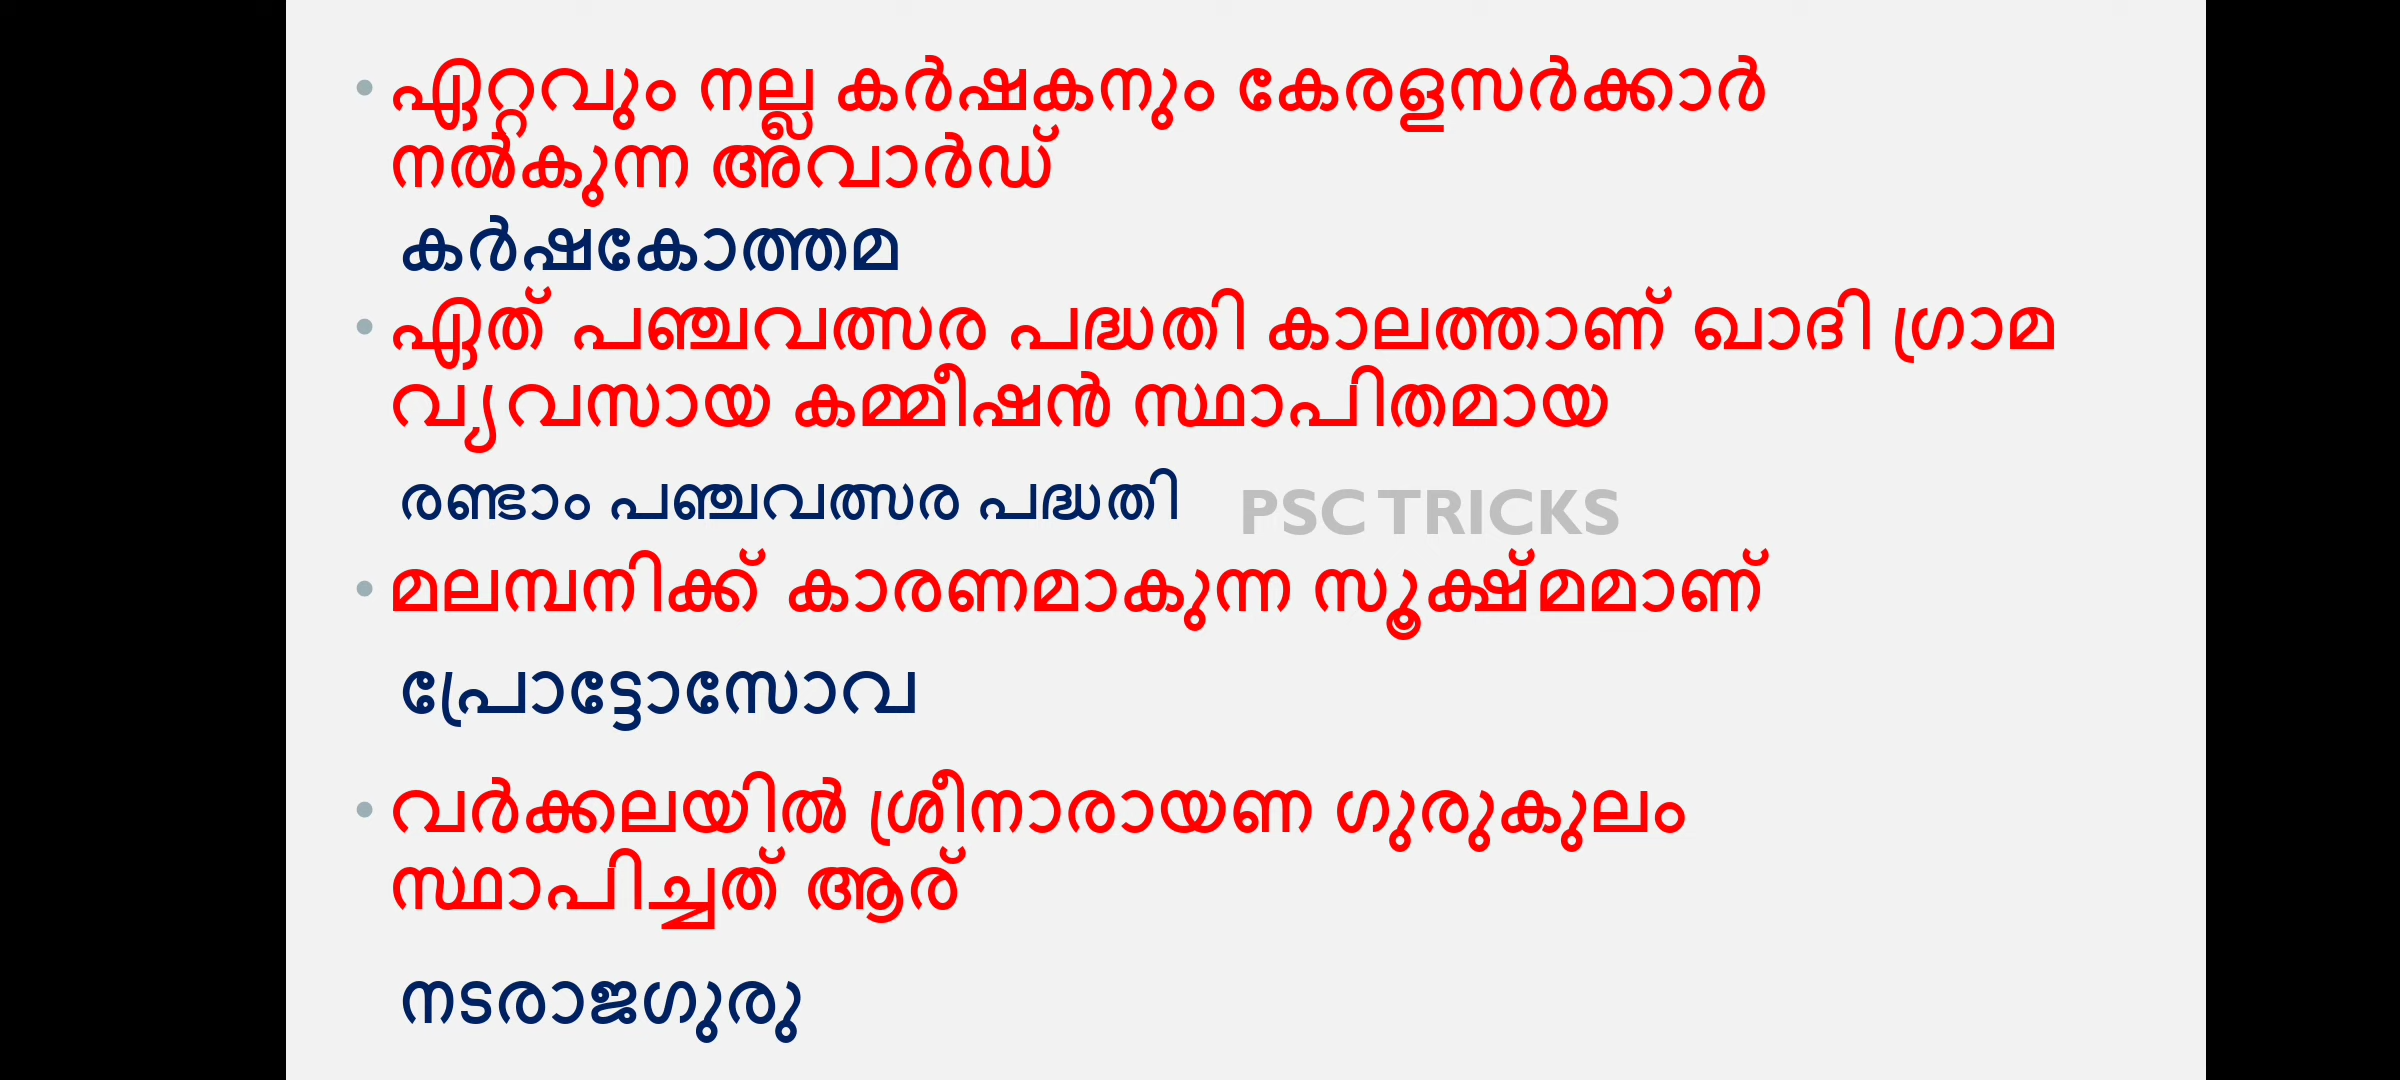 ഏറ്റവും നല്ല കർഷകനും കേരളസർക്കാർ
നൽകുന്ന അവാർഡ്
കർഷകോത്തമ
ഏത് പഞ്ചവത്സര പദ്ധതി കാലത്താണ് ഖാദി ഗ്രാമ
വ്യവസായ കമ്മീഷൻ സ്ഥാപിതമായ
രണ്ടാം പഞ്ചവത്സര പദ്ധതി PSC TRICKS
മലമ്പനിക്ക് കാരണമാകുന്ന സൂക്ഷ്മമാണ്
പ്രോട്ടോസോവ
വർക്കലയിൽ ശ്രീനാരായണ ഗുരുകുലം
സ്ഥാപിച്ചത് ആര്
നടരാജഗുരു